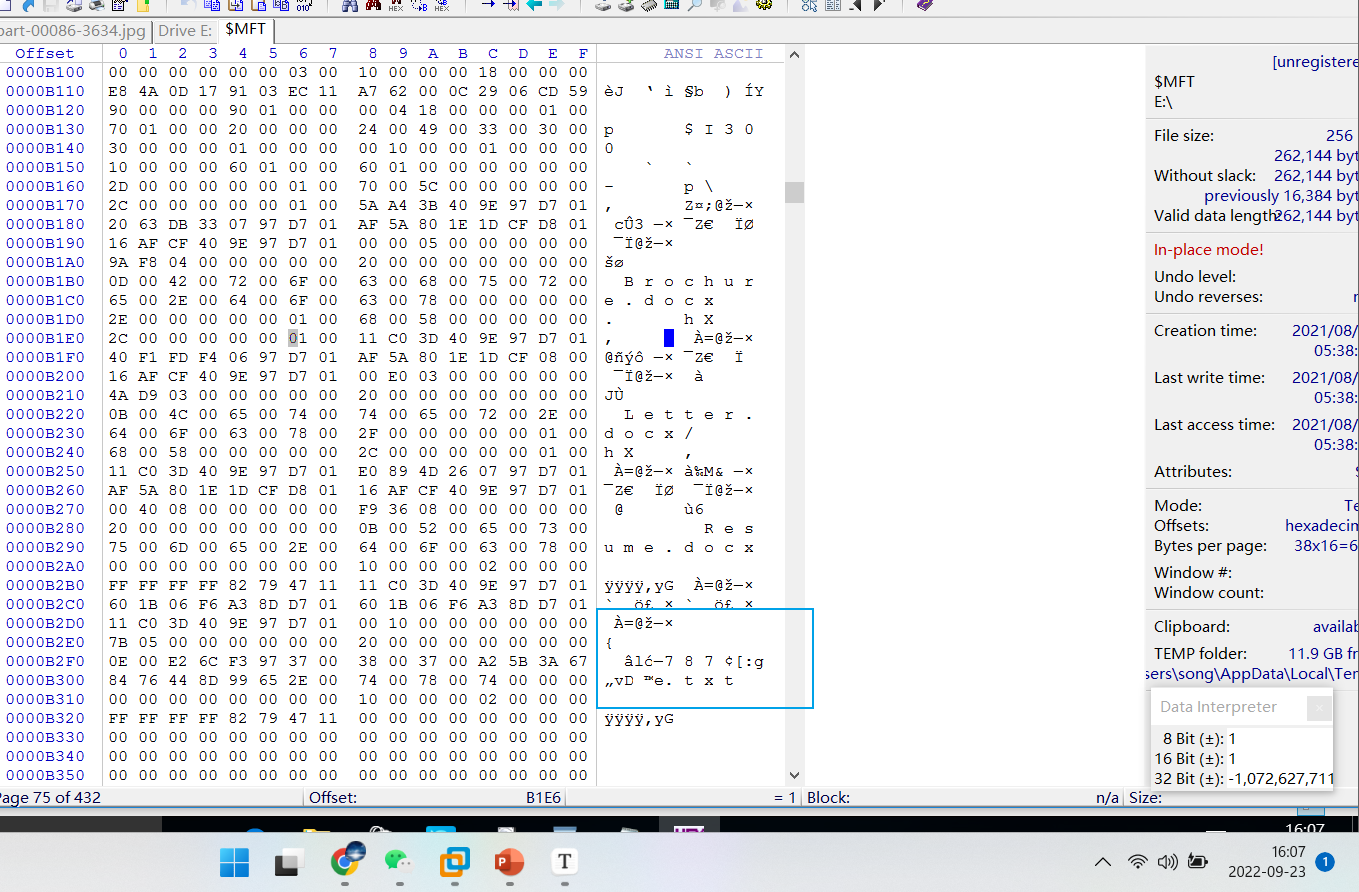 part-00086-3634.jpg Drive E: $MFT
Offset 0 1 2 3 4 5 6 7 8 9 A B C D E F ANSI ASCII
0000B100 00 00 00 00 00 00 03 00 10 00 00 00 18 00 00 00
0000B110 E8 4A 0D 17 91 03 EC 11 A7 62 00 0C 29 06 CD 59 èJ ‘ ì §b ) ÍY
0000B120 90 00 00 00 90 01 00 00 00 04 18 00 00 00 01 00
0000B130 70 01 00 00 20 00 00 00 24 00 49 00 33 00 30 00 p $ I 3 0
0000B140 30 00 00 00 01 00 00 00 00 10 00 00 01 00 00 00 0
0000B150 10 00 00 00 60 01 00 00 60 01 00 00 00 00 00 00 ` `
0000B160 2D 00 00 00 00 00 01 00 70 00 5C 00 00 00 00 00 - p \
0000B170 2C 00 00 00 00 00 01 00 5A A4 3B 40 9E 97 D7 01 , Z¤;@ž—×
0000B180 20 63 DB 33 07 97 D7 01 AF 5A 80 1E 1D CF D8 01 cÛ3 —× ¯Z€ ÏØ
0000B190 16 AF CF 40 9E 97 D7 01 00 00 05 00 00 00 00 00 ¯Ï@ž—×
0000B1A0 9A F8 04 00 00 00 00 00 20 00 00 00 00 00 00 00 šø
0000B1B0 0D 00 42 00 72 00 6F 00 63 00 68 00 75 00 72 00 B r o c h u r
0000B1C0 65 00 2E 00 64 00 6F 00 63 00 78 00 00 00 00 00 e . d o c x
0000B1D0 2E 00 00 00 00 00 01 00 68 00 58 00 00 00 00 00 . h X
0000B1E0 2C 00 00 00 00 00 01 00 11 C0 3D 40 9E 97 D7 01 , À=@ž—×
0000B1F0 40 F1 FD F4 06 97 D7 01 AF 5A 80 1E 1D CF 08 00 @ñýô —× ¯Z€ Ï
0000B200 16 AF CF 40 9E 97 D7 01 00 E0 03 00 00 00 00 00 ¯Ï@ž—× à
0000B210 4A D9 03 00 00 00 00 00 20 00 00 00 00 00 00 00 JÙ
0000B220 0B 00 4C 00 65 00 74 00 74 00 65 00 72 00 2E 00 L e t t e r .
0000B230 64 00 6F 00 63 00 78 00 2F 00 00 00 00 00 01 00 d o c x /
0000B240 68 00 58 00 00 00 00 00 2C 00 00 00 00 00 01 00 h X ,
0000B250 11 C0 3D 40 9E 97 D7 01 E0 89 4D 26 07 97 D7 01 À=@ž—× à‰M& —×
0000B260 AF 5A 80 1E 1D CF D8 01 16 AF CF 40 9E 97 D7 01 ¯Z€ ÏØ ¯Ï@ž—×
0000B270 00 40 08 00 00 00 00 00 F9 36 08 00 00 00 00 00 @ ù6
0000B280 20 00 00 00 00 00 00 00 0B 00 52 00 65 00 73 00 R e s
0000B290 75 00 6D 00 65 00 2E 00 64 00 6F 00 63 00 78 00 u m e . d o c x
0000B2A0 00 00 00 00 00 00 00 00 10 00 00 00 02 00 00 00
0000B2B0 FF FF FF FF 82 79 47 11 11 C0 3D 40 9E 97 D7 01 ÿÿÿÿ‚yG À=@ž—×
0000B2C0 60 1B 06 F6 A3 8D D7 01 60 1B 06 F6 A3 8D D7 01 ` ö£ × ` ö£ ×
0000B2D0 11 C0 3D 40 9E 97 D7 01 00 10 00 00 00 00 00 00 À=@ž—×
0000B2E0 7B 05 00 00 00 00 00 00 20 00 00 00 00 00 00 00 {
0000B2F0 0E 00 E2 6C F3 97 37 00 38 00 37 00 A2 5B 3A 67 âló—7 8 7 ¢[:g
0000B300 84 76 44 8D 99 65 2E 00 74 00 78 00 74 00 00 00 „vD ™e. t x t
0000B310 00 00 00 00 00 00 00 00 10 00 00 00 02 00 00 00
0000B320 FF FF FF FF 82 79 47 11 00 00 00 00 00 00 00 00 ÿÿÿÿ‚yG
0000B330 00 00 00 00 00 00 00 00 00 00 00 00 00 00 00 00
0000B340 00 00 00 00 00 00 00 00 00 00 00 00 00 00 00 00
0000B350 00 00 00 00 00 00 00 00 00 00 00 00 00 00 00 00
Page 75 of 432 Offset: B1E6 = 1 Block: n/a Size:
[unregistere
$MFT
E:\
File size: 256
262,144 byt
Without slack: 262,144 byt
previously 16,384 byt
Valid data length: 262,144 byt
In-place mode!
Undo level:
Undo reverses:
Creation time: 2021/08/
05:38:
Last write time: 2021/08/
05:38:
Last access time: 2021/08/
05:38:
Attributes:
Mode: Te
Offsets: hexadecim
Bytes per page: 38x16=6
Window #:
Window count:
Clipboard: availab
TEMP folder: 11.9 GB fr
sers\song\AppData\Local\Ter
Data Interpreter
8 Bit (±): 1
16 Bit (±): 1
32 Bit (±): -1,072,627,711
16:07
16:07
2022-09-23
1